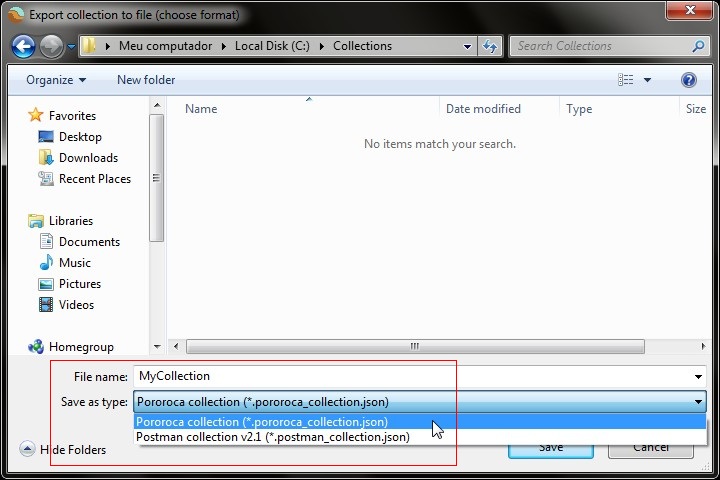 Export collection to file (choose format)
Meu computador Local Disk (C:) Collections Search Collections
Organize New folder
Name Date modified Type Size
No items match your search.
Favorites
Desktop
Downloads
Recent Places
Libraries
Documents
Music
Pictures
Videos
Homegroup
File name: MyCollection
Save as type: Pororoca collection (*.pororoca_collection.json)
Pororoca collection (*.pororoca_collection.json)
Postman collection v2.1 (*.postman_collection.json)
Hide Folders Save Cancel